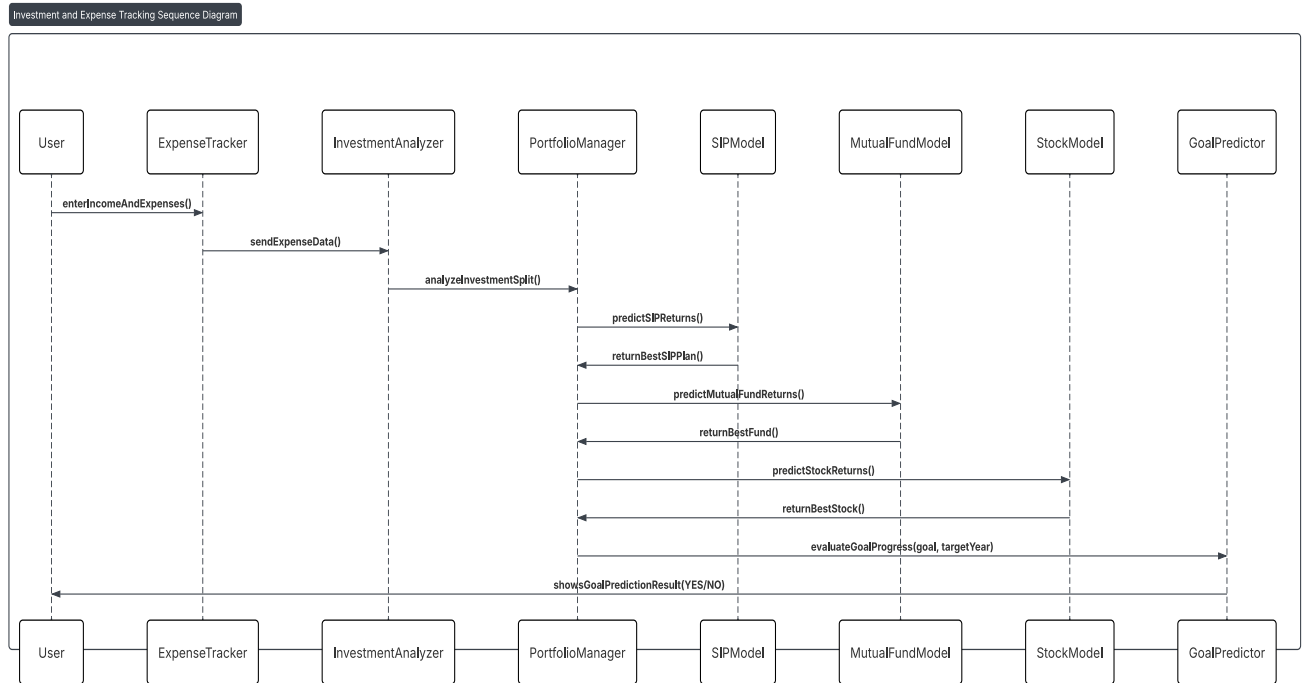 Investment and Expense Tracking Sequence Diagram
User ExpenseTracker InvestmentAnalyzer PortfolioManager SIPModel MutualFundModel StockModel GoalPredictor
enterIncomeAndExpenses()
sendExpenseData()
analyzeInvestmentSplit()
predictSIPReturns()
returnBestSIPPlan()
predictMutualFundReturns()
returnBestFund()
predictStockReturns()
returnBestStock()
evaluateGoalProgress(goal, targetYear)
showsGoalPredictionResult(YES/NO)
User ExpenseTracker InvestmentAnalyzer PortfolioManager SIPModel MutualFundModel StockModel GoalPredictor